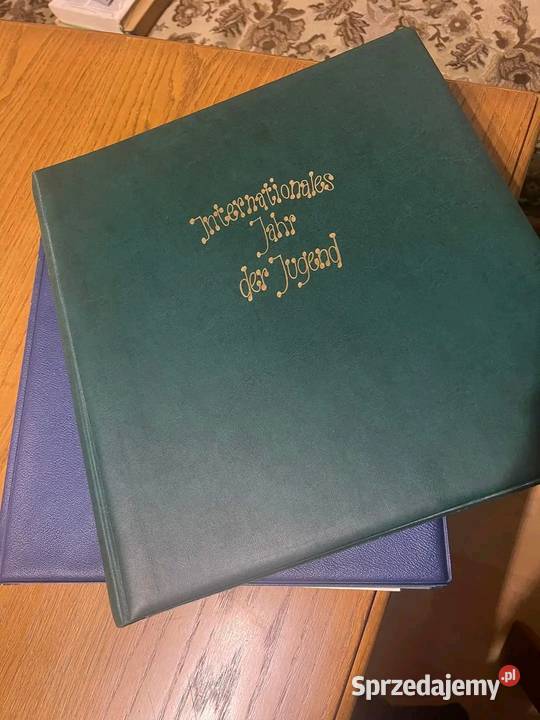 Internationales
Jahr
der Jugend
Sprzedajemy.pl